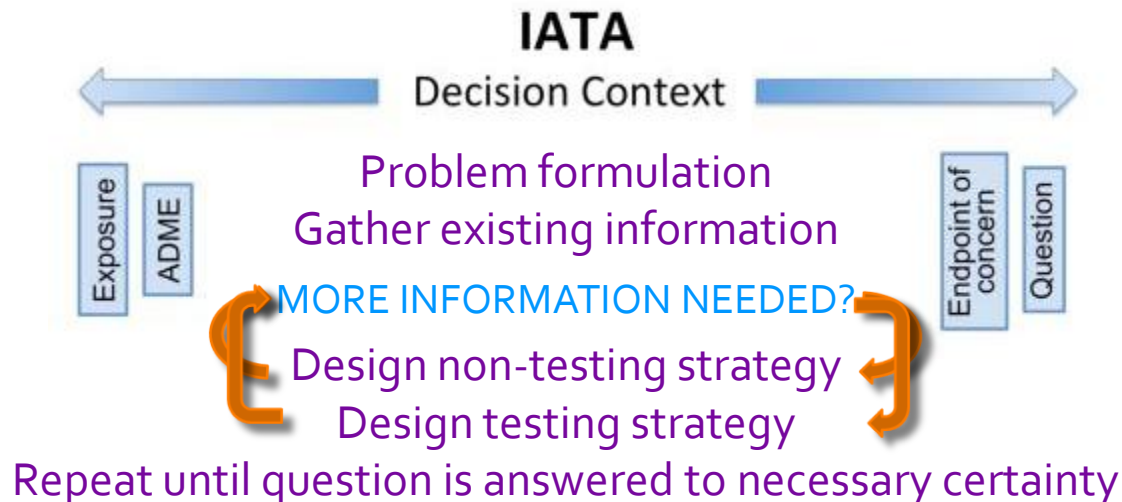 IATA
Decision Context
Problem formulation
Gather existing information
Exposure
ADME
Endpoint of
concern
Question
MORE INFORMATION NEEDED?
Design non-testing strategy
Design testing strategy
Repeat until question is answered to necessary certainty